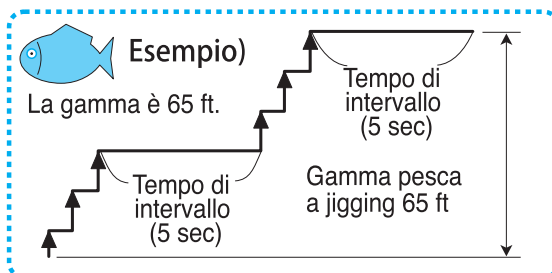 Esempio)
La gamma è 65 ft.
Tempo di
intervallo
(5 sec)
Tempo di
intervallo
(5 sec)
Gamma pesca
a jigging 65 ft